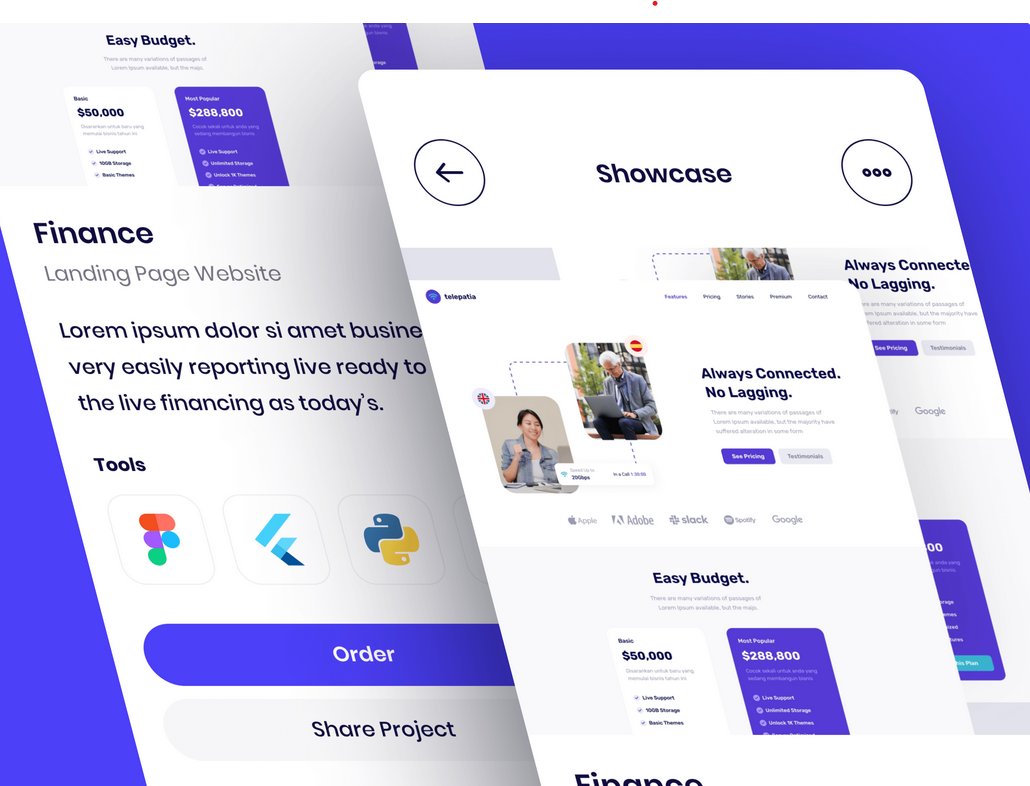 Easy Budget.
There are many variations of passages of
Lorem Ipsum available, but the majo.
Basic
$50,000
Disarankan untuk baru yang
memulai bisnis tahun ini
Live Support
10GB Storage
Basic Themes
Most Popular
$288,800
Cocok sekali untuk anda yang
sedang membangun bisnis
Live Support
Unlimited Storage
Unlock 1K Themes
Finance
Landing Page Website
Lorem ipsum dolor si amet busine
very easily reporting live ready to
the live financing as today's.
Tools
Order
Share Project
Showcase
Always Connecte
No Lagging.
ere are many variations of passages of
rem Ipsum available, but the majority have
ffered alteration in some form
See Pricing
Testimonials
Google
telepatia
Features
Pricing
Stories
Premium
Contact
Always Connected.
No Lagging.
There are many variations of passages of
Lorem Ipsum available, but the majority have
suffered alteration in some form
See Pricing
Testimonials
Speed Up to
20Gbps
In a Call 1:30:00
Apple
Adobe
slack
Spotify
Google
Easy Budget.
There are many variations of passages of
Lorem Ipsum available, but the majo.
Basic
$50,000
Disarankan untuk baru yang
memulai bisnis tahun ini
Live Support
10GB Storage
Basic Themes
Most Popular
$288,800
Cocok sekali untuk anda yang
sedang membangun bisnis
Live Support
Unlimited Storage
Unlock 1K Themes
00
anda yang
bisnis
orage
emes
ized
tures
his Plan
Finance